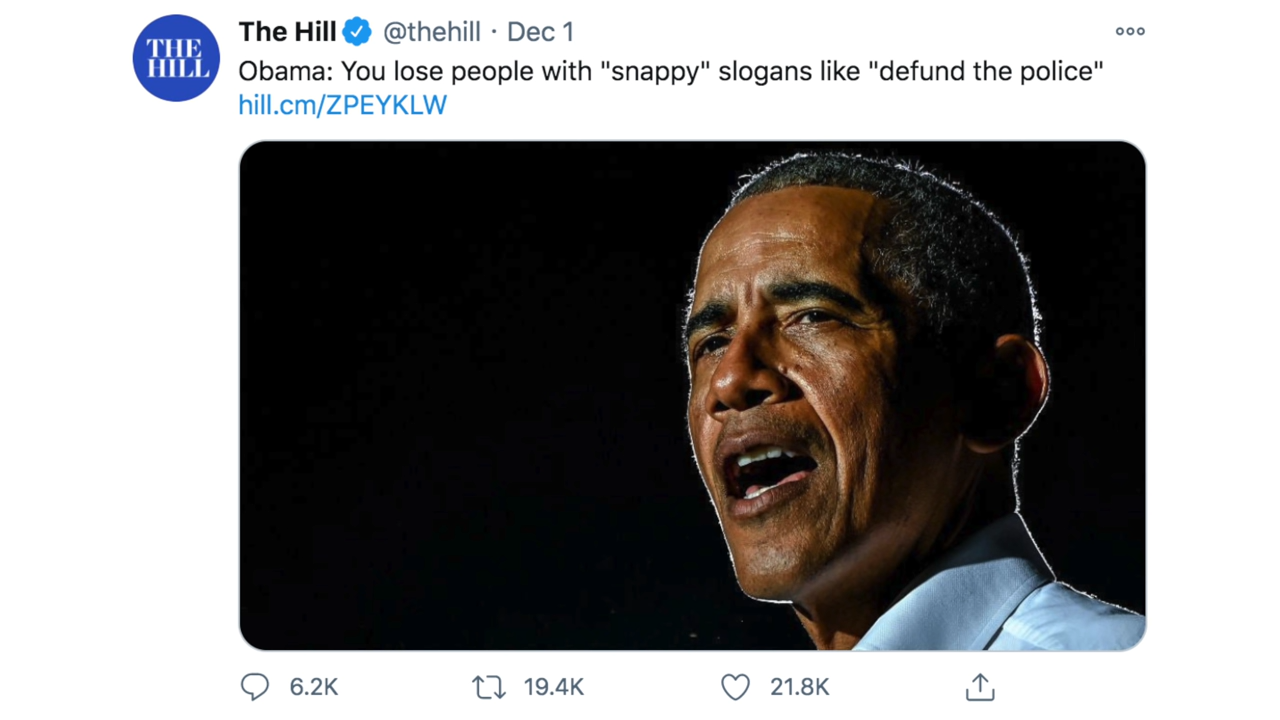 THE
HILL
The Hill @thehill · Dec 1
Obama: You lose people with "snappy" slogans like "defund the police"
hill.cm/ZPEYKLW
6.2K 19.4K 21.8K